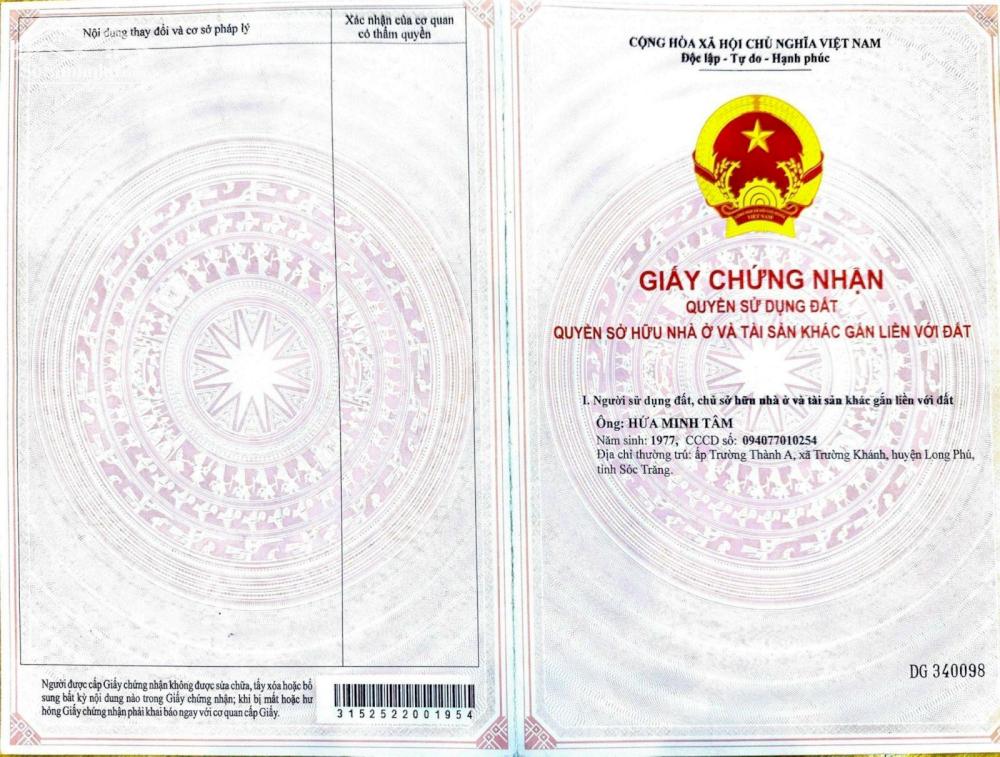 Nội dung thay đổi và cơ sở pháp lý
Xác nhận của cơ quan
có thẩm quyền
Người được cấp Giấy chứng nhận không được sửa chữa, tẩy xóa hoặc bổ
sung bất kỳ nội dung nào trong Giấy chứng nhận; khi bị mất hoặc hư
hỏng Giấy chứng nhận phải khai báo ngay với cơ quan cấp Giấy.
3152522001954
CỘNG HÒA XÃ HỘI CHỦ NGHĨA VIỆT NAM
Độc lập - Tự do - Hạnh phúc
VIỆT NAM
GIẤY CHỨNG NHẬN
QUYỀN SỬ DỤNG ĐẤT
QUYỀN SỞ HỮU NHÀ Ở VÀ TÀI SẢN KHÁC GẮN LIỀN VỚI ĐẤT
I. Người sử dụng đất, chủ sở hữu nhà ở và tài sản khác gắn liền với đất
Ông: HỨA MINH TÂM
Năm sinh: 1977, CCCD số: 094077010254
Địa chỉ thường trú: ấp Trường Thành A, xã Trường Khánh, huyện Long Phú,
tỉnh Sóc Trăng.
DG 340098